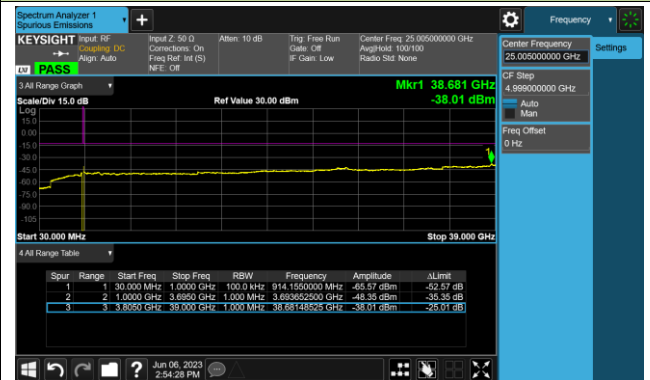 Spectrum Analyzer 1
Spurious Emissions
Frequency
KEYSIGHT
Input: RF
Coupling: DC
Align: Auto
Input Z: 50 Ω
Corrections: On
Freq Ref: Int (S)
NFE: Off
Atten: 10 dB
Trig: Free Run
Gate: Off
IF Gain: Low
Center Freq: 25.005000000 GHz
Avg|Hold: 100/100
Radio Std: None
LXI
PASS
Center Frequency
25.005000000 GHz
Settings
CF Step
4.999000000 GHz
Auto
Man
Freq Offset
0 Hz
3 All Range Graph
Mkr1 38.681 GHz
Scale/Div 15.0 dB
Ref Value 30.00 dBm
-38.01 dBm
Log
15.0
0.00
-15.0
-30.0
-45.0
-60.0
-75.0
-90.0
-105
1
Start 30.000 MHz
Stop 39.000 GHz
4 All Range Table
Spur Range Start Freq Stop Freq RBW Frequency Amplitude ΔLimit
1 1 30.000 MHz 1.0000 GHz 100.0 kHz 914.1550000 MHz -65.57 dBm -52.57 dB
2 2 1.0000 GHz 3.6950 GHz 1.000 MHz 3.693652500 GHz -48.35 dBm -35.35 dB
3 3 3.8050 GHz 39.000 GHz 1.000 MHz 38.68148525 GHz -38.01 dBm -25.01 dB
?
Jun 06, 2023
2:54:28 PM